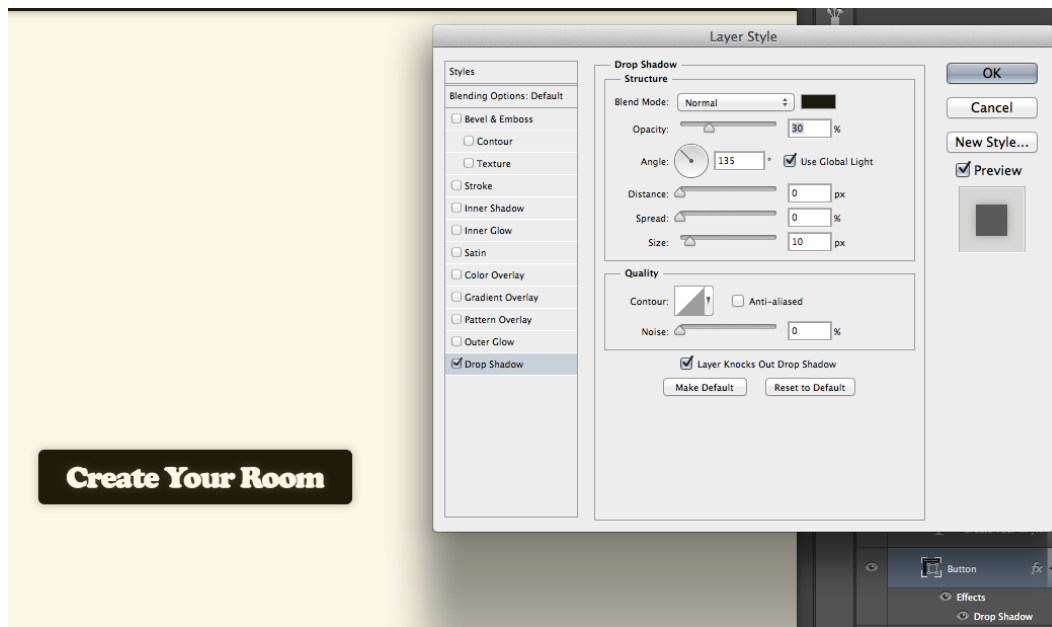 Layer Style
Styles
Blending Options: Default
Bevel & Emboss
Contour
Texture
Stroke
Inner Shadow
Inner Glow
Satin
Color Overlay
Gradient Overlay
Pattern Overlay
Outer Glow
Drop Shadow
Drop Shadow
Structure
Blend Mode: Normal
Opacity: 30 %
Angle: 135 ° Use Global Light
Distance: 0 px
Spread: 0 %
Size: 10 px
Quality
Contour: Anti-aliased
Noise: 0 %
Layer Knocks Out Drop Shadow
Make Default Reset to Default
OK
Cancel
New Style...
Preview
Create Your Room
Button fx
Effects
Drop Shadow